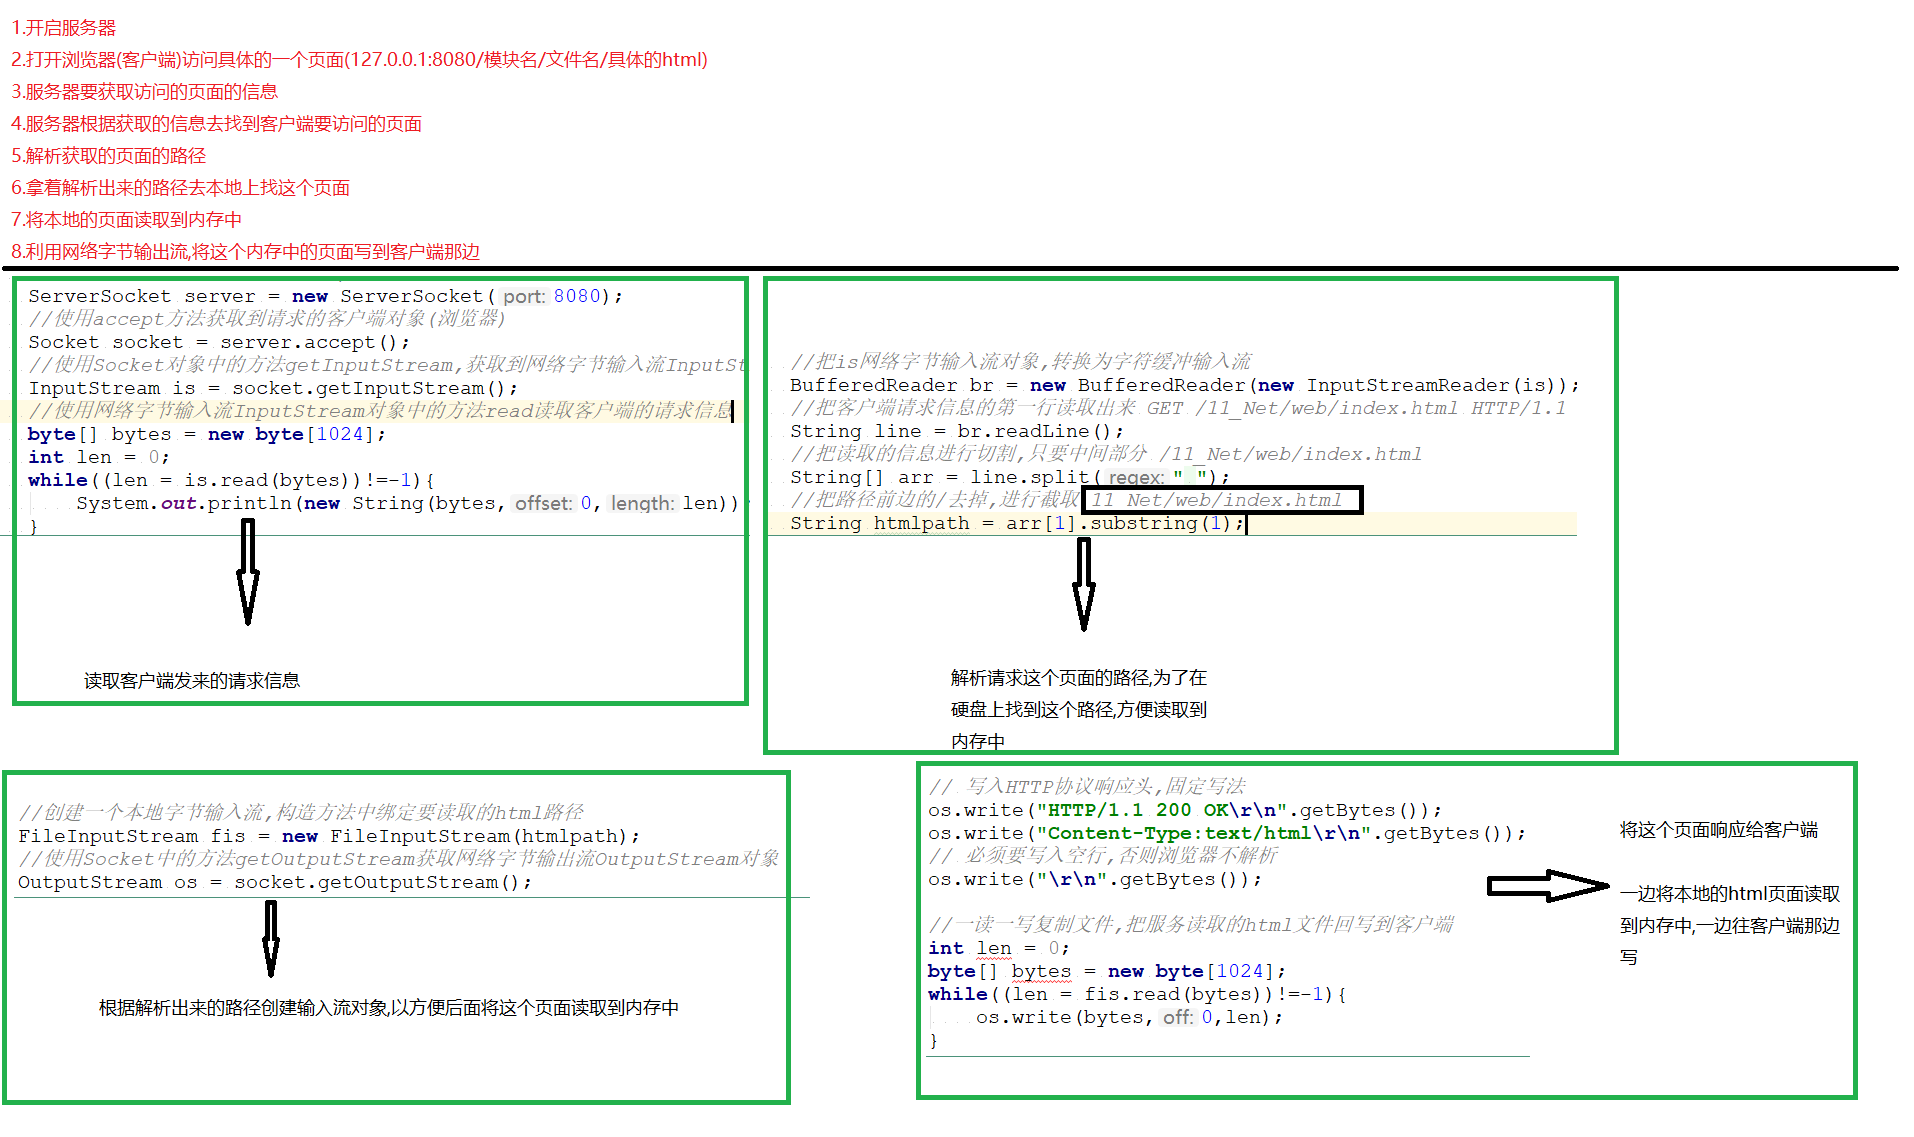 1.开启服务器
2.打开浏览器(客户端)访问具体的一个页面(127.0.0.1:8080/模块名/文件名/具体的html)
3.服务器要获取访问的页面的信息
4.服务器根据获取的信息去找到客户端要访问的页面
5.解析获取的页面的路径
6.拿着解析出来的路径去本地上找这个页面
7.将本地的页面读取到内存中
8.利用网络字节输出流,将这个内存中的页面写到客户端那边
ServerSocket server = new ServerSocket( port: 8080);
//使用accept方法获取到请求的客户端对象(浏览器)
Socket socket = server.accept();
//使用Socket对象中的方法getInputStream,获取到网络字节输入流InputSt
InputStream is = socket.getInputStream();
//使用网络字节输入流InputStream对象中的方法read读取客户端的请求信息
byte[] bytes = new byte[1024];
int len = 0;
while((len = is.read(bytes))!=-1){
System.out.println(new String(bytes, offset: 0, length: len));
}
读取客户端发来的请求信息
//把is网络字节输入流对象,转换为字符缓冲输入流
BufferedReader br = new BufferedReader(new InputStreamReader(is));
//把客户端请求信息的第一行读取出来 GET /11_Net/web/index.html HTTP/1.1
String line = br.readLine();
//把读取的信息进行切割,只要中间部分 /11_Net/web/index.html
String[] arr = line.split( regex: " ");
//把路径前边的/去掉,进行截取 11_Net/web/index.html
String htmlpath = arr[1].substring(1);
解析请求这个页面的路径,为了在
硬盘上找到这个路径,方便读取到
内存中
//创建一个本地字节输入流,构造方法中绑定要读取的html路径
FileInputStream fis = new FileInputStream(htmlpath);
//使用Socket中的方法getOutputStream获取网络字节输出流OutputStream对象
OutputStream os = socket.getOutputStream();
根据解析出来的路径创建输入流对象,以方便后面将这个页面读取到内存中
// 写入HTTP协议响应头,固定写法
os.write("HTTP/1.1 200 OK\r\n".getBytes());
os.write("Content-Type:text/html\r\n".getBytes());
// 必须要写入空行,否则浏览器不解析
os.write("\r\n".getBytes());
//一读一写复制文件,把服务读取的html文件回写到客户端
int len = 0;
byte[] bytes = new byte[1024];
while((len = fis.read(bytes))!=-1){
os.write(bytes, off: 0,len);
}
将这个页面响应给客户端
一边将本地的html页面读取
到内存中,一边往客户端那边
写